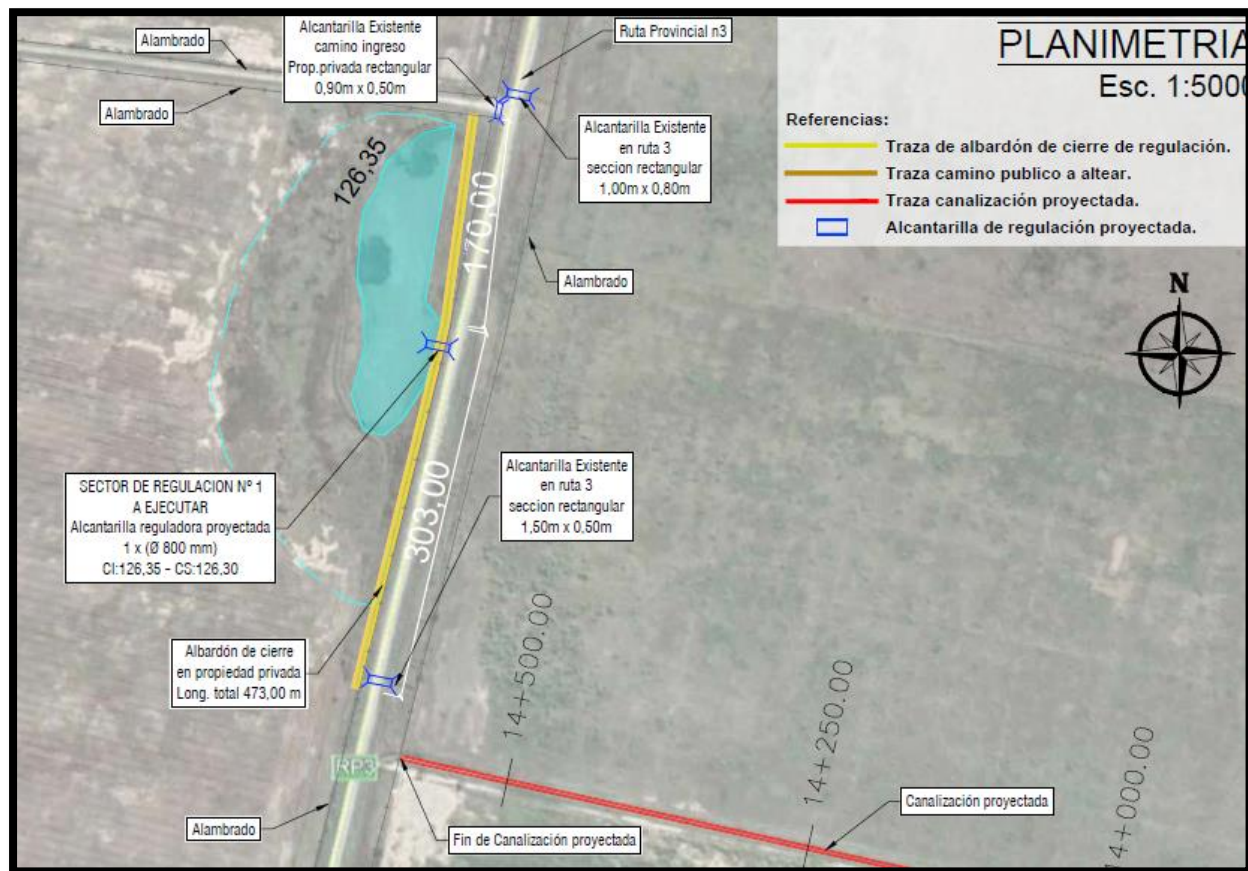 PLANIMETRIA
Esc. 1:5000
Referencias:
Traza de albardón de cierre de regulación.
Traza camino publico a altear.
Traza canalización proyectada.
Alcantarilla de regulación proyectada.
N
Alambrado
Alambrado
Alcantarilla Existente
camino ingreso
Prop.privada rectangular
0,90m x 0,50m
Ruta Provincial n3
Alcantarilla Existente
en ruta 3
seccion rectangular
1,00m x 0,80m
126,35
170,00
Alambrado
303,00
SECTOR DE REGULACION Nº 1
A EJECUTAR
Alcantarilla reguladora proyectada
1 x (Ø 800 mm)
CI:126,35 - CS:126,30
Alcantarilla Existente
en ruta 3
seccion rectangular
1,50m x 0,50m
Albardón de cierre
en propiedad privada
Long. total 473,00 m
14+500.00
14+250.00
14+000.00
RP3
Alambrado
Fin de Canalización proyectada
Canalización proyectada